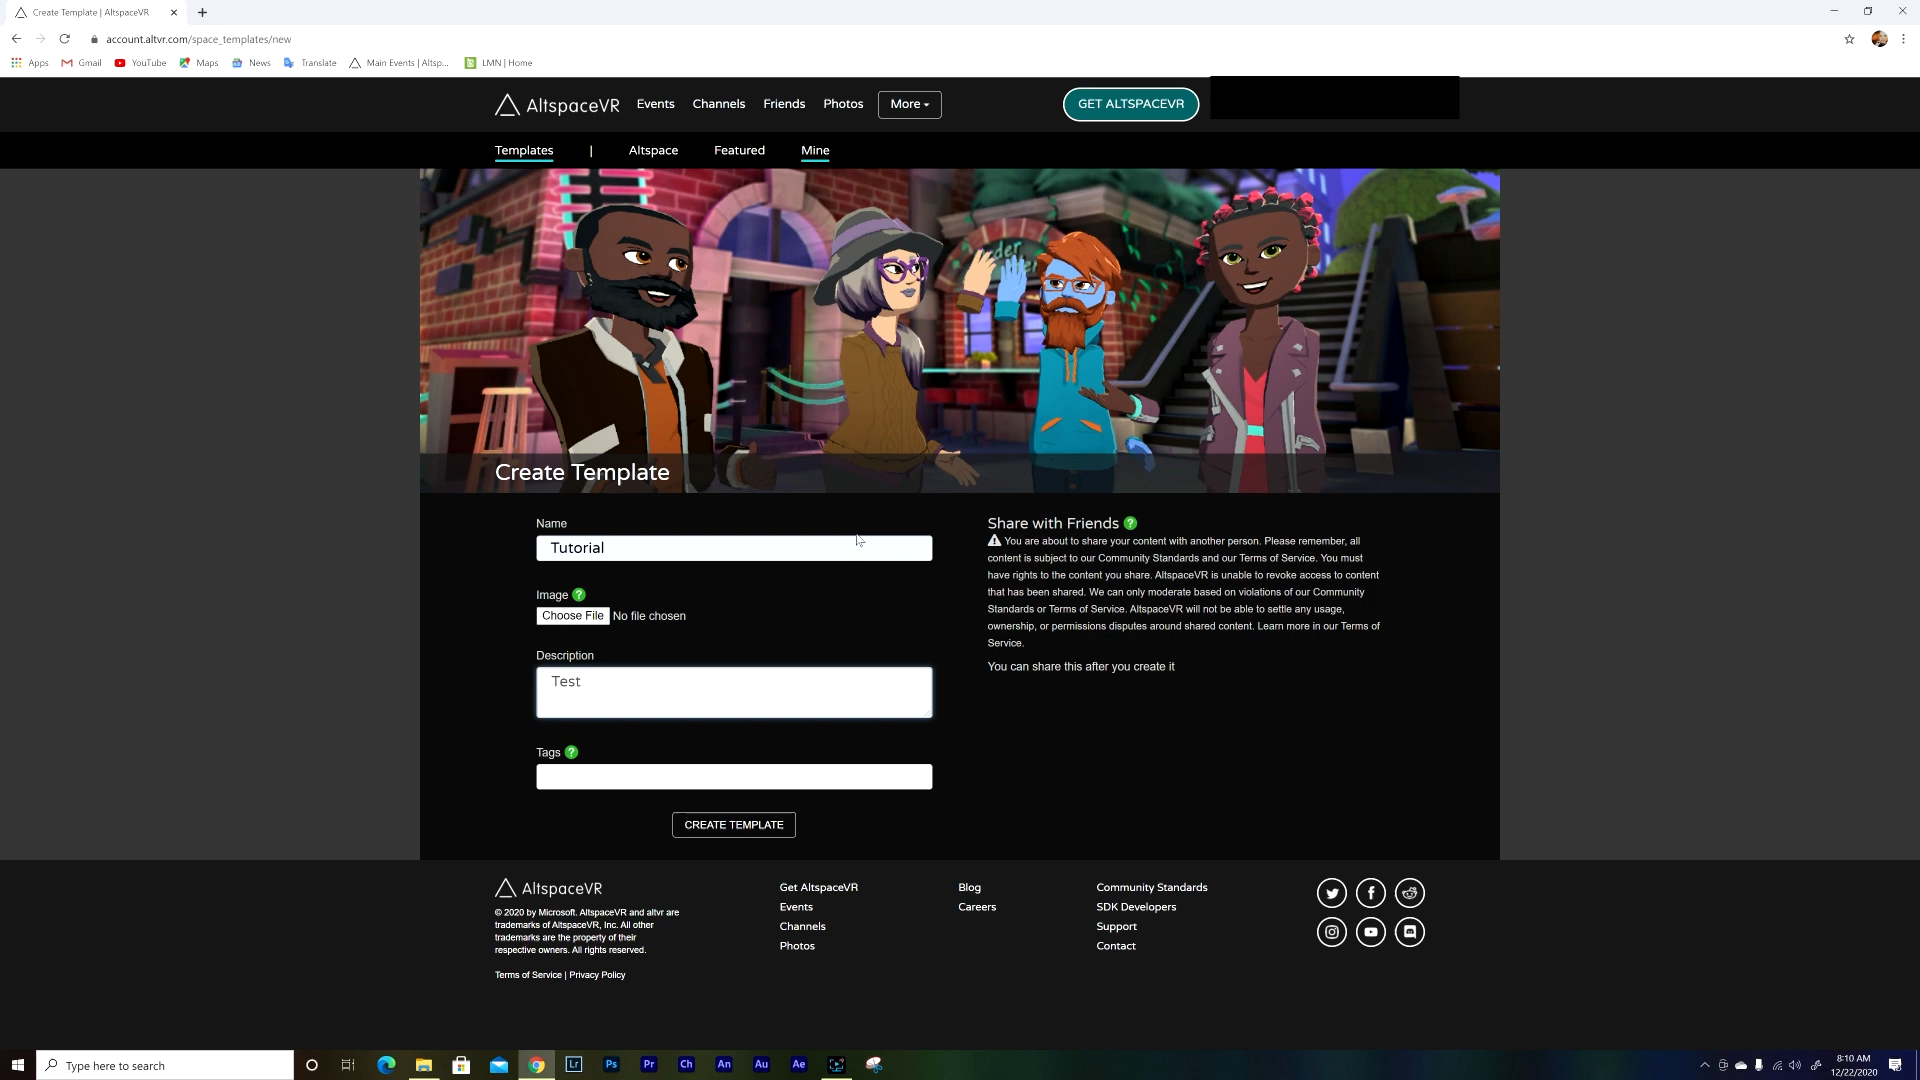 Create Template | AltspaceVR
account.altvr.com/space_templates/new
Apps Gmail YouTube Maps News Translate Main Events | Altsp... LMN | Home
AltspaceVR Events Channels Friends Photos More GET ALTSPACEVR
Templates | Altspace Featured Mine
Create Template
Name
Tutorial
Image ?
Choose File No file chosen
Description
Test
Tags ?
CREATE TEMPLATE
Share with Friends ?
You are about to share your content with another person. Please remember, all
content is subject to our Community Standards and our Terms of Service. You must
have rights to the content you share. AltspaceVR is unable to revoke access to content
that has been shared. We can only moderate based on violations of our Community
Standards or Terms of Service. AltspaceVR will not be able to settle any usage,
ownership, or permissions disputes around shared content. Learn more in our Terms of
Service.
You can share this after you create it
AltspaceVR
© 2020 by Microsoft. AltspaceVR and altvr are
trademarks of AltspaceVR, Inc. All other
trademarks are the property of their
respective owners. All rights reserved.
Terms of Service | Privacy Policy
Get AltspaceVR
Events
Channels
Photos
Blog
Careers
Community Standards
SDK Developers
Support
Contact
Type here to search
Lr Ps Pr Ch An Au Ae
8:10 AM
12/22/2020